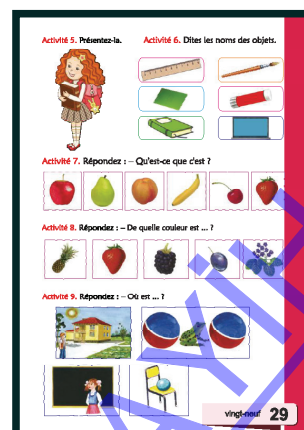 Activité 5. Présentez-la.
Activité 6. Dites les noms des objets.
Activité 7. Répondez : – Qu'est-ce que c'est ?
Activité 8. Répondez : – De quelle couleur est ... ?
Activité 9. Répondez : – Où est ... ?
vingt-neuf 29